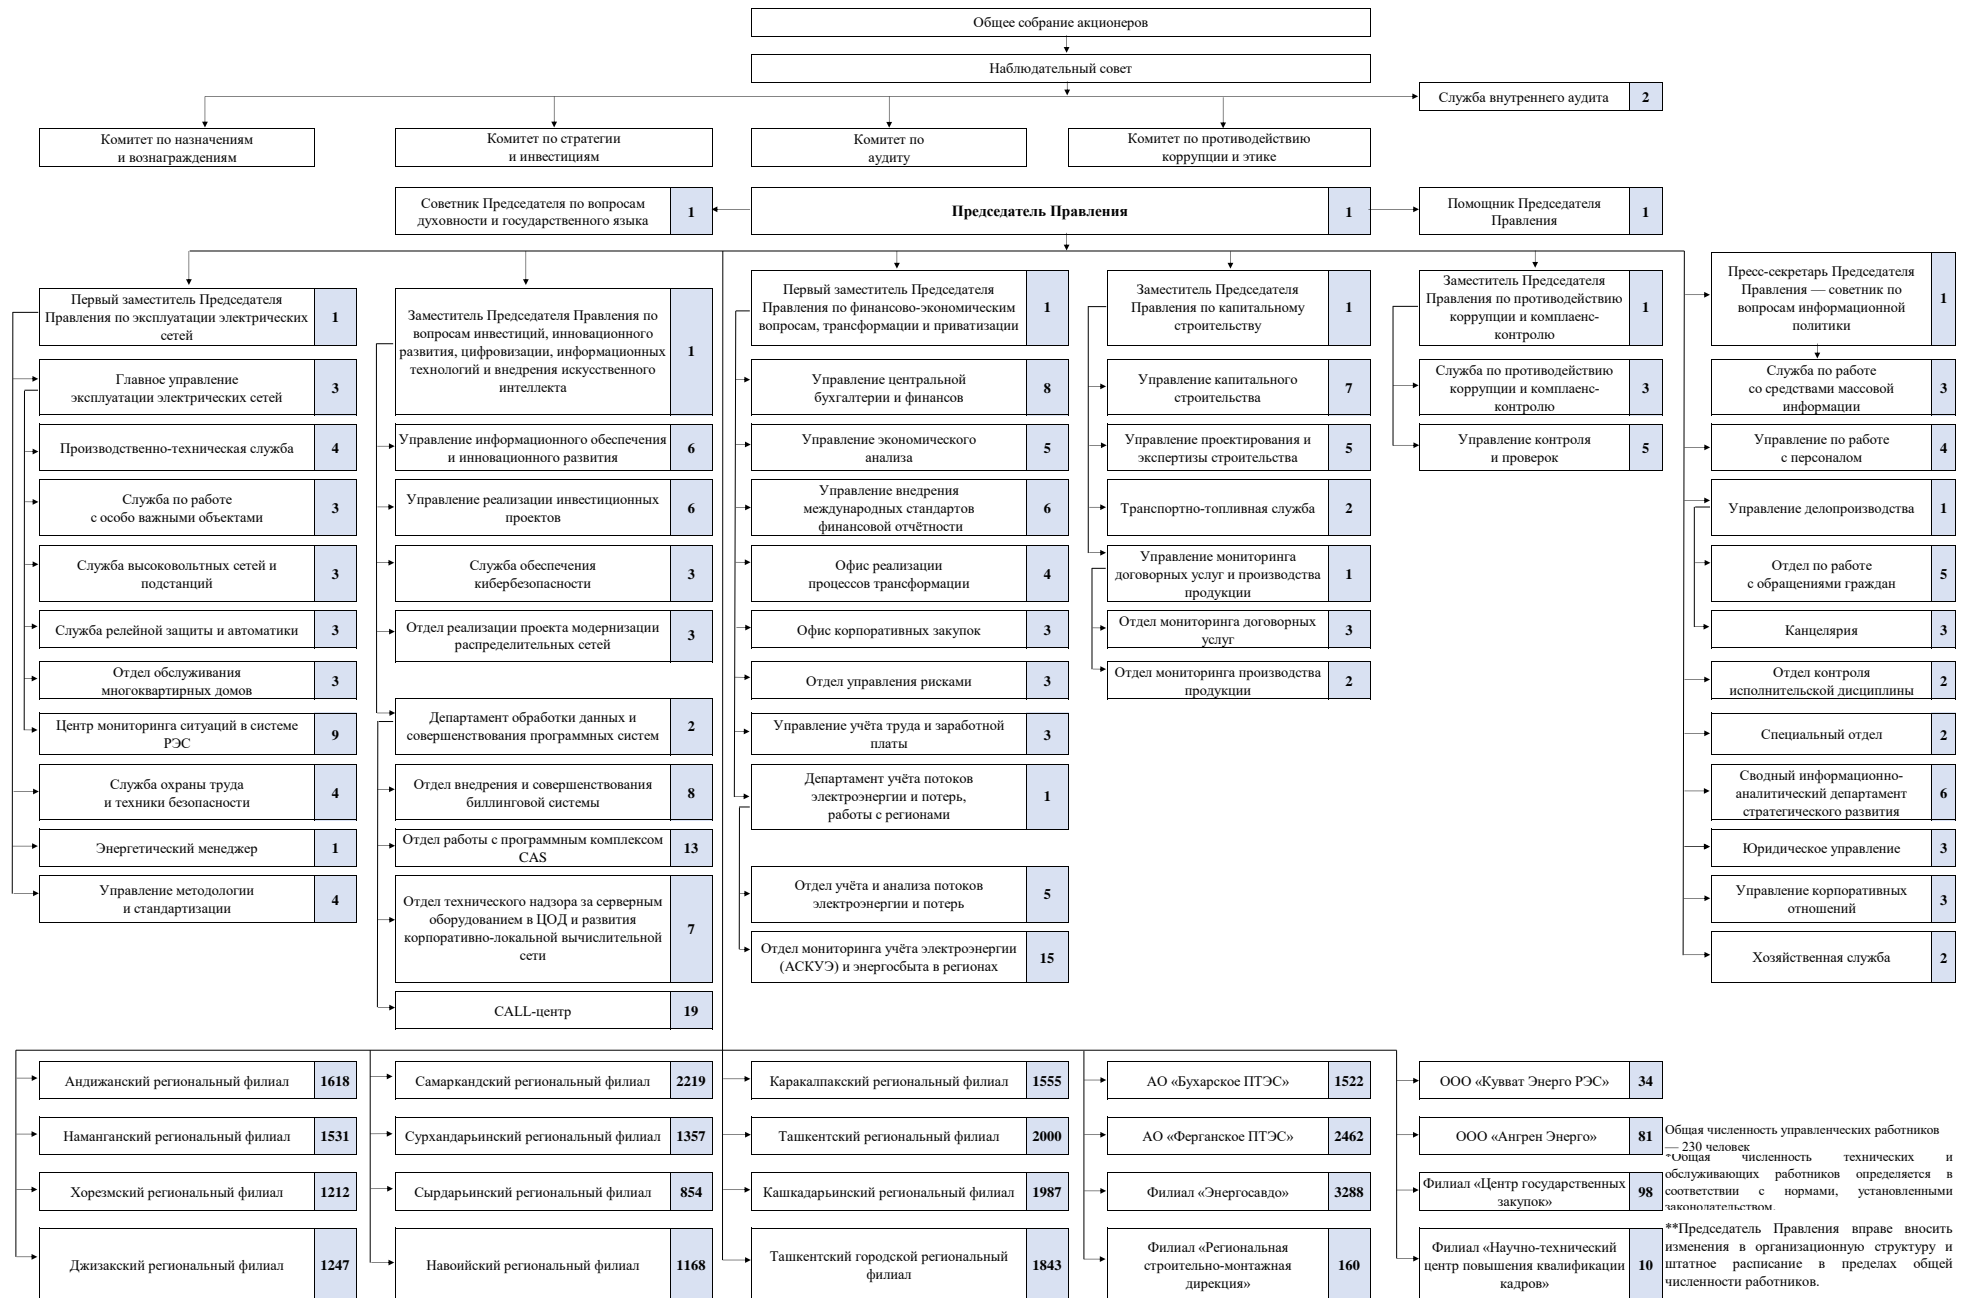 Общее собрание акционеров
Наблюдательный совет
Служба внутреннего аудита 2
Комитет по назначениям
и вознаграждениям
Комитет по стратегии
и инвестициям
Комитет по
аудиту
Комитет по противодействию
коррупции и этике
Советник Председателя по вопросам
духовности и государственного языка
1
Председатель Правления 1
Помощник Председателя
Правления
1
Первый заместитель Председателя
Правления по эксплуатации электрических
сетей
1
Главное управление
эксплуатации электрических сетей
3
Производственно-техническая служба 4
Служба по работе
с особо важными объектами
3
Служба высоковольтных сетей и
подстанций
3
Служба релейной защиты и автоматики 3
Отдел обслуживания
многоквартирных домов
3
Центр мониторинга ситуаций в системе
РЭС
9
Служба охраны труда
и техники безопасности
4
Энергетический менеджер 1
Управление методологии
и стандартизации
4
Заместитель Председателя Правления по
вопросам инвестиций, инновационного
развития, цифровизации, информационных
технологий и внедрения искусственного
интеллекта
1
Управление информационного обеспечения
и инновационного развития
6
Управление реализации инвестиционных
проектов
6
Служба обеспечения
кибербезопасности
3
Отдел реализации проекта модернизации
распределительных сетей
3
Департамент обработки данных и
совершенствования программных систем
2
Отдел внедрения и совершенствования
биллинговой системы
8
Отдел работы с программным комплексом
CAS
13
Отдел технического надзора за серверным
оборудованием в ЦОД и развития
корпоративно-локальной вычислительной
сети
7
CALL-центр 19
Первый заместитель Председателя
Правления по финансово-экономическим
вопросам, трансформации и приватизации
1
Управление центральной
бухгалтерии и финансов
8
Управление экономического
анализа
5
Управление внедрения
международных стандартов
финансовой отчётности
6
Офис реализации
процессов трансформации
4
Офис корпоративных закупок 3
Отдел управления рисками 3
Управление учёта труда и заработной
платы
3
Департамент учёта потоков
электроэнергии и потерь,
работы с регионами
1
Отдел учёта и анализа потоков
электроэнергии и потерь
5
Отдел мониторинга учёта электроэнергии
(АСКУЭ) и энергосбыта в регионах
15
Заместитель Председателя
Правления по капитальному
строительству
1
Управление капитального
строительства
7
Управление проектирования и
экспертизы строительства
5
Транспортно-топливная служба 2
Управление мониторинга
договорных услуг и производства
продукции
1
Отдел мониторинга договорных
услуг
3
Отдел мониторинга производства
продукции
2
Заместитель Председателя
Правления по противодействию
коррупции и комплаенс-
контролю
1
Служба по противодействию
коррупции и комплаенс-
контролю
3
Управление контроля
и проверок
5
Пресс-секретарь Председателя
Правления — советник по
вопросам информационной
политики
1
Служба по работе
со средствами массовой
информации
3
Управление по работе
с персоналом
4
Управление делопроизводства 1
Отдел по работе
с обращениями граждан
5
Канцелярия 3
Отдел контроля
исполнительской дисциплины
2
Специальный отдел 2
Сводный информационно-
аналитический департамент
стратегического развития
6
Юридическое управление 3
Управление корпоративных
отношений
3
Хозяйственная служба 2
Андижанский региональный филиал 1618
Наманганский региональный филиал 1531
Хорезмский региональный филиал 1212
Джизакский региональный филиал 1247
Самаркандский региональный филиал 2219
Сурхандарьинский региональный филиал 1357
Сырдарьинский региональный филиал 854
Навоийский региональный филиал 1168
Каракалпакский региональный филиал 1555
Ташкентский региональный филиал 2000
Кашкадарьинский региональный филиал 1987
Ташкентский городской региональный
филиал
1843
АО «Бухарское ПТЭС» 1522
АО «Ферганское ПТЭС» 2462
Филиал «Энергосавдо» 3288
Филиал «Региональная
строительно-монтажная
дирекция»
160
ООО «Кувват Энерго РЭС» 34
ООО «Ангрен Энерго» 81
Филиал «Центр государственных
закупок»
98
Филиал «Научно-технический
центр повышения квалификации
кадров»
10
Общая численность управленческих работников
— 230 человек
*Общая численность технических и
обслуживающих работников определяется в
соответствии с нормами, установленными
законодательством.
**Председатель Правления вправе вносить
изменения в организационную структуру и
штатное расписание в пределах общей
численности работников.